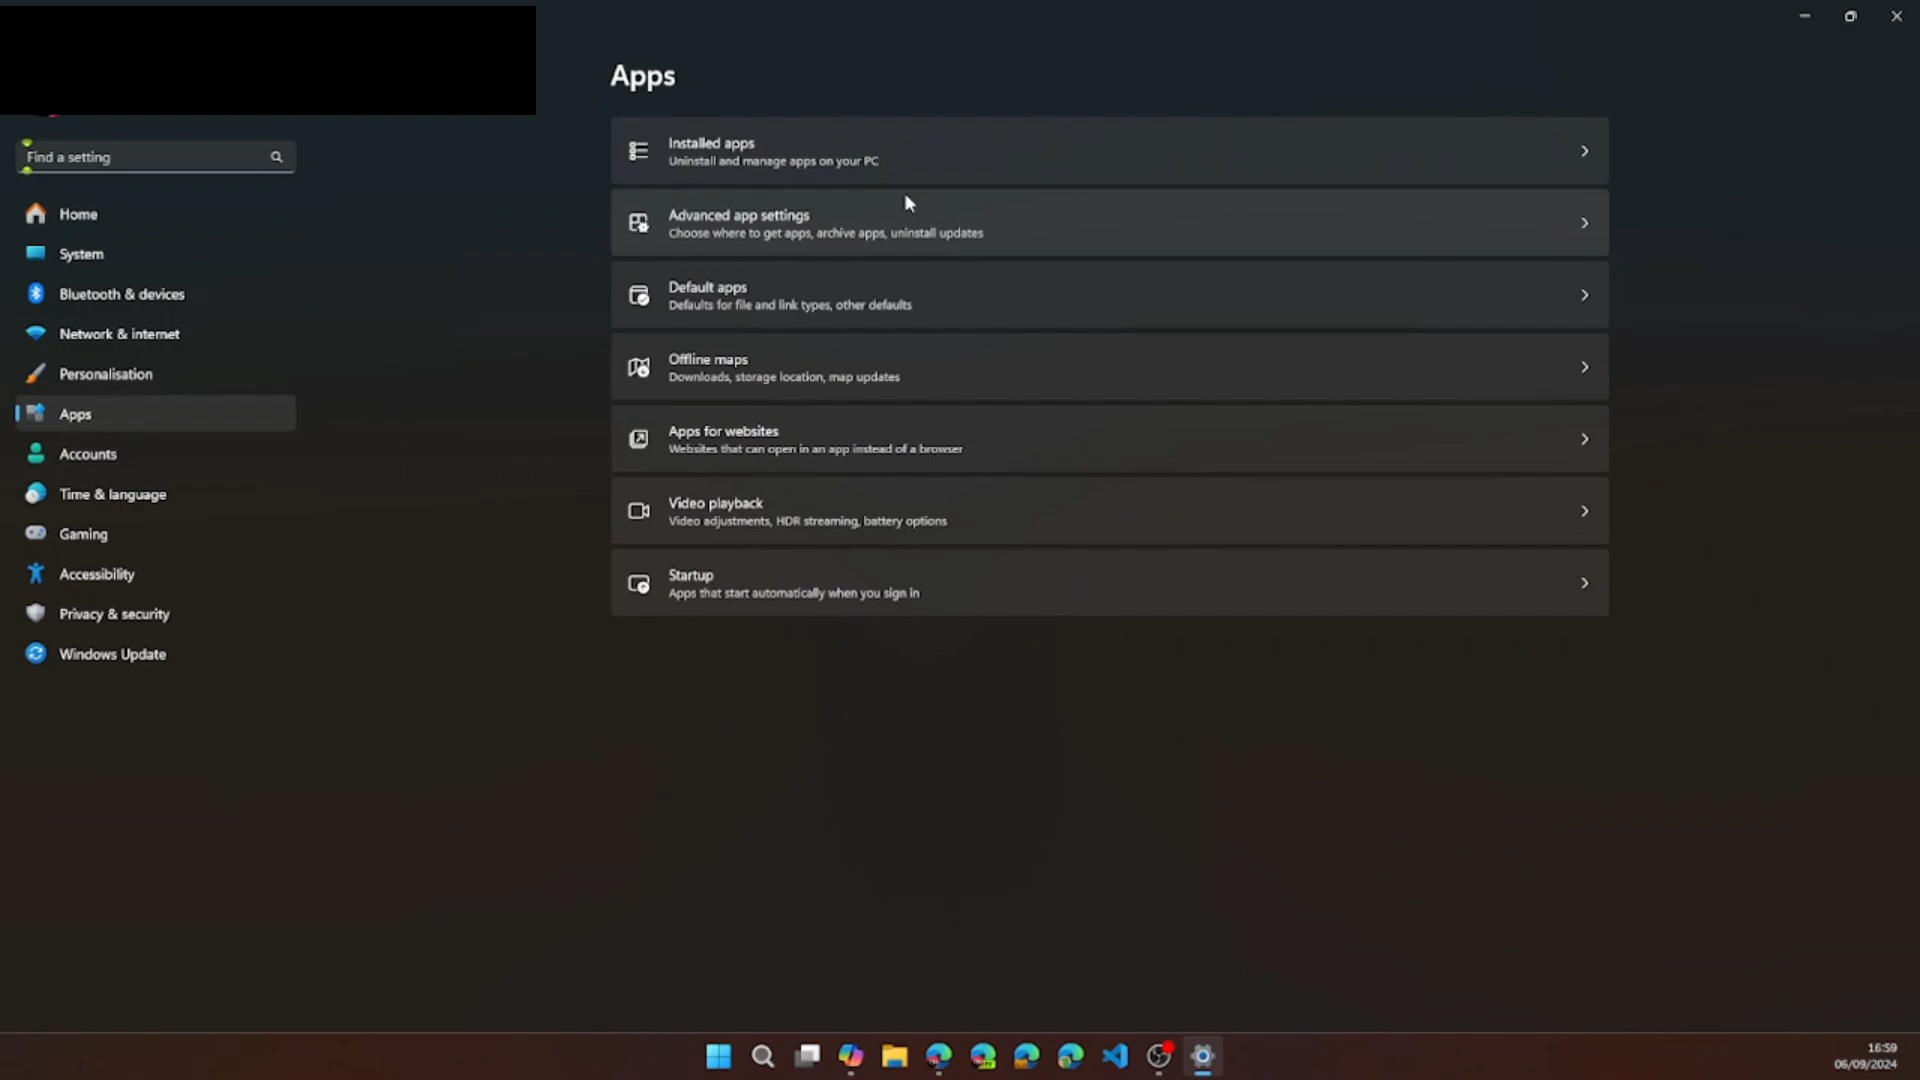 Apps
Find a setting
Home
System
Bluetooth & devices
Network & internet
Personalisation
Apps
Accounts
Time & language
Gaming
Accessibility
Privacy & security
Windows Update
Installed apps
Uninstall and manage apps on your PC
Advanced app settings
Choose where to get apps, archive apps, uninstall updates
Default apps
Defaults for file and link types, other defaults
Offline maps
Downloads, storage location, map updates
Apps for websites
Websites that can open in an app instead of a browser
Video playback
Video adjustments, HDR streaming, battery options
Startup
Apps that start automatically when you sign in
16:59
06/09/2024